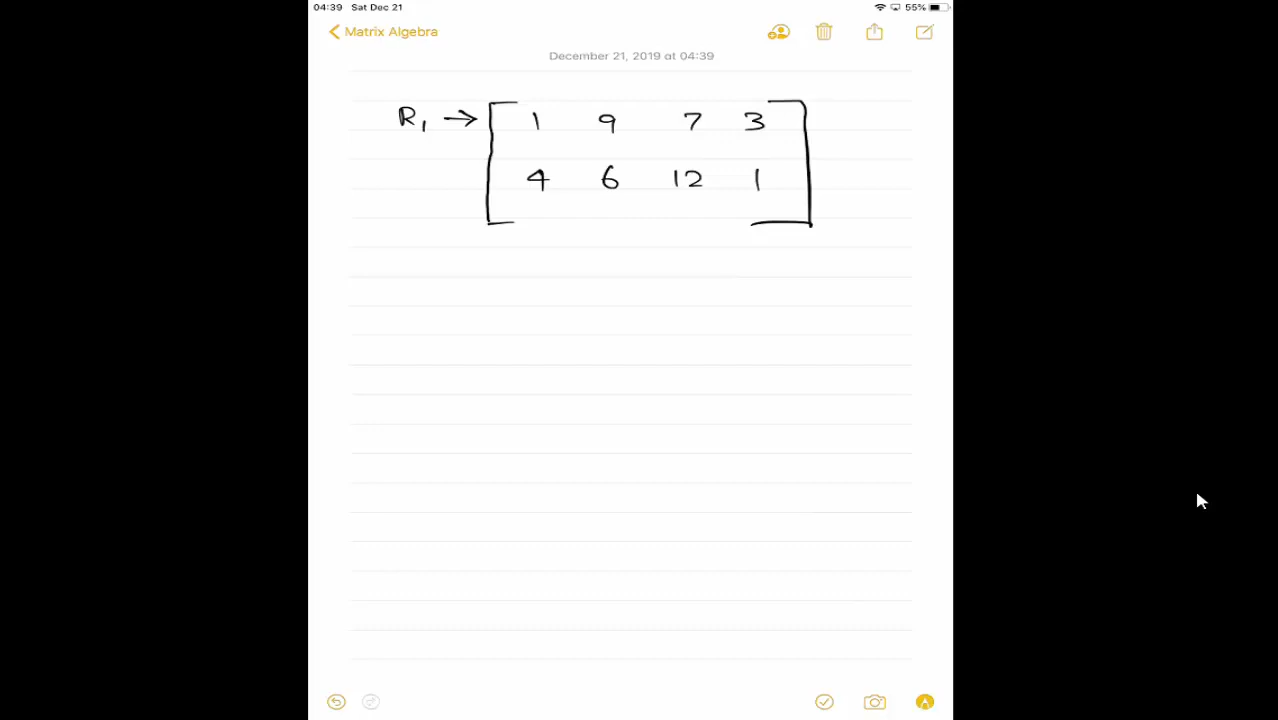 04:39 Sat Dec 21 55%
Matrix Algebra
December 21, 2019 at 04:39
R₁ → [ 1 9 7 3
4 6 12 1 ]